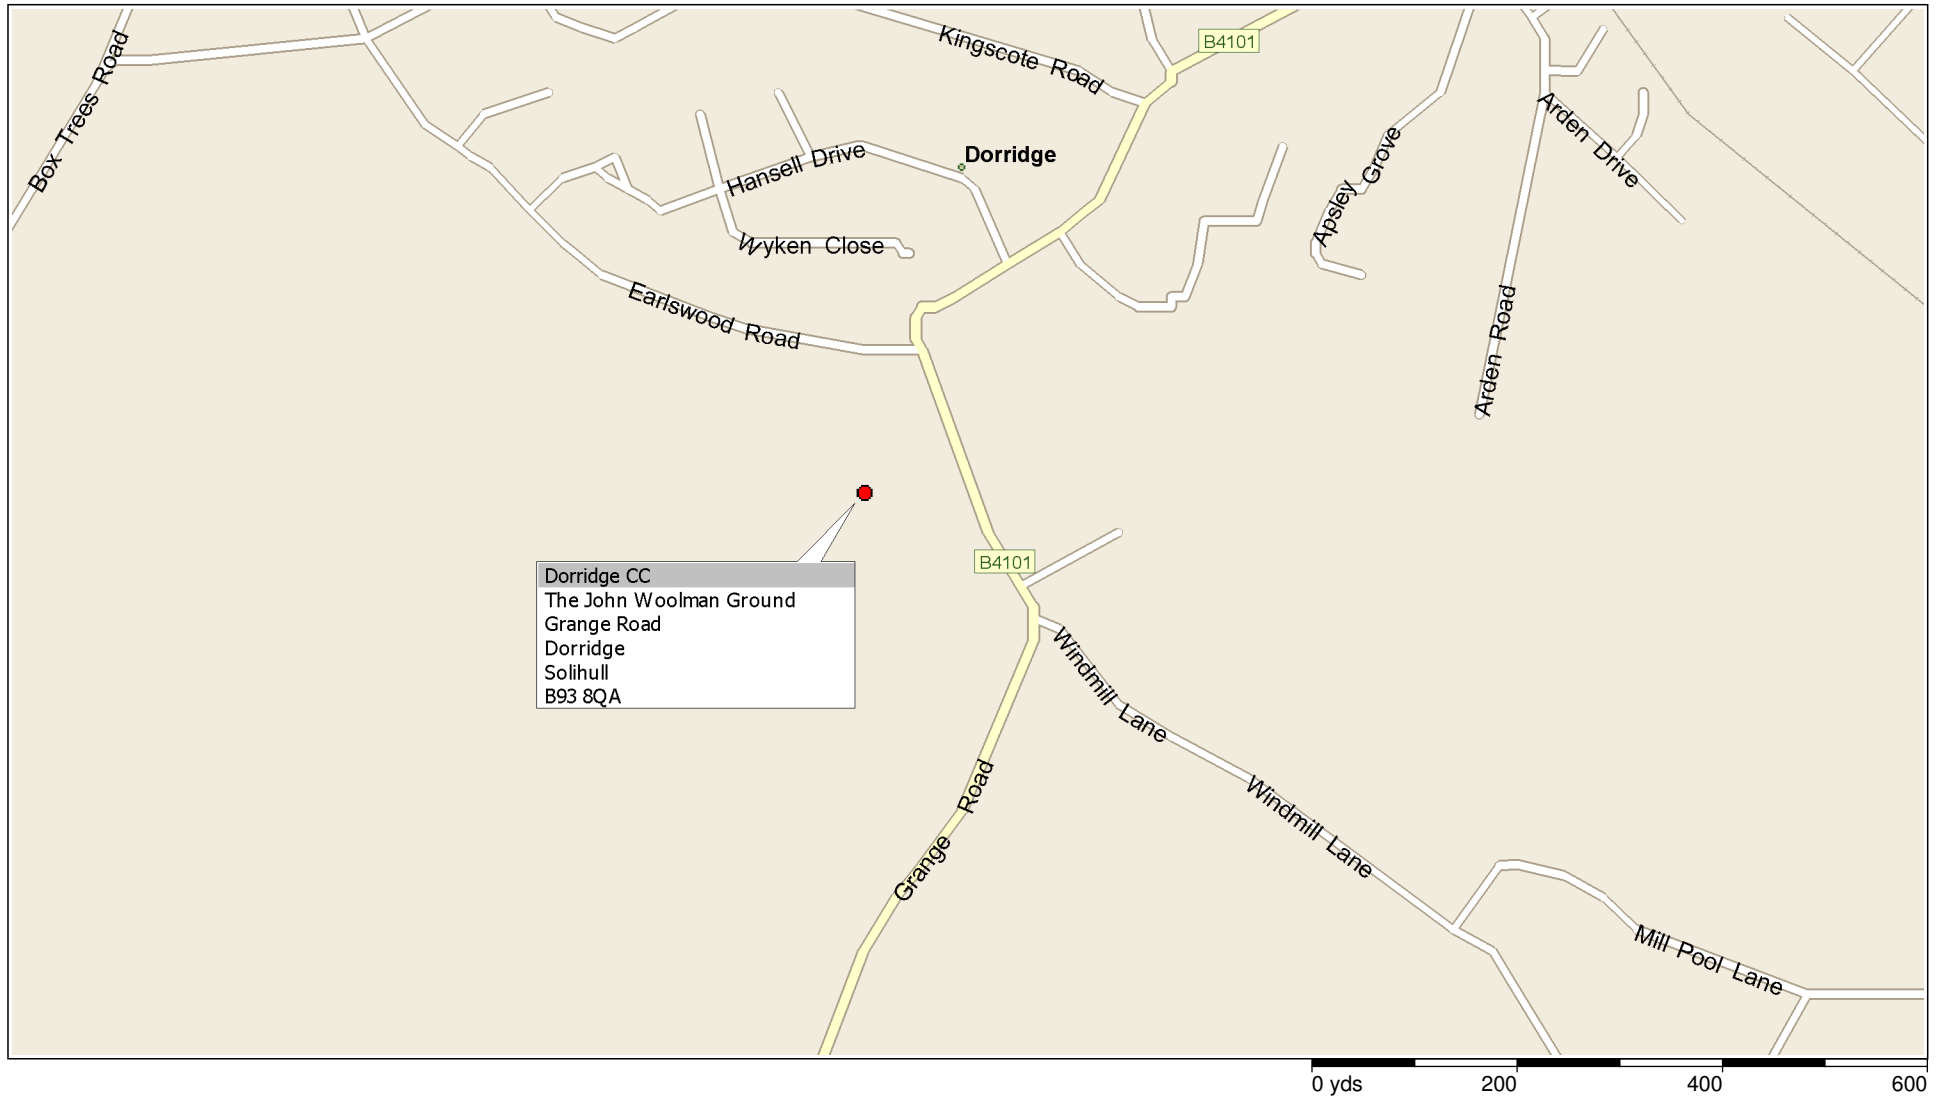 Kingscote Road
B4101
Box Trees Road
Arden Drive
Dorridge
Hansell Drive
Apsley Grove
Wyken Close
Earlswood Road
Arden Road
B4101
Dorridge CC
The John Woolman Ground
Grange Road
Dorridge
Solihull
B93 8QA
Windmill Lane
Windmill Lane
Grange Road
Mill Pool Lane
0 yds 200 400 600